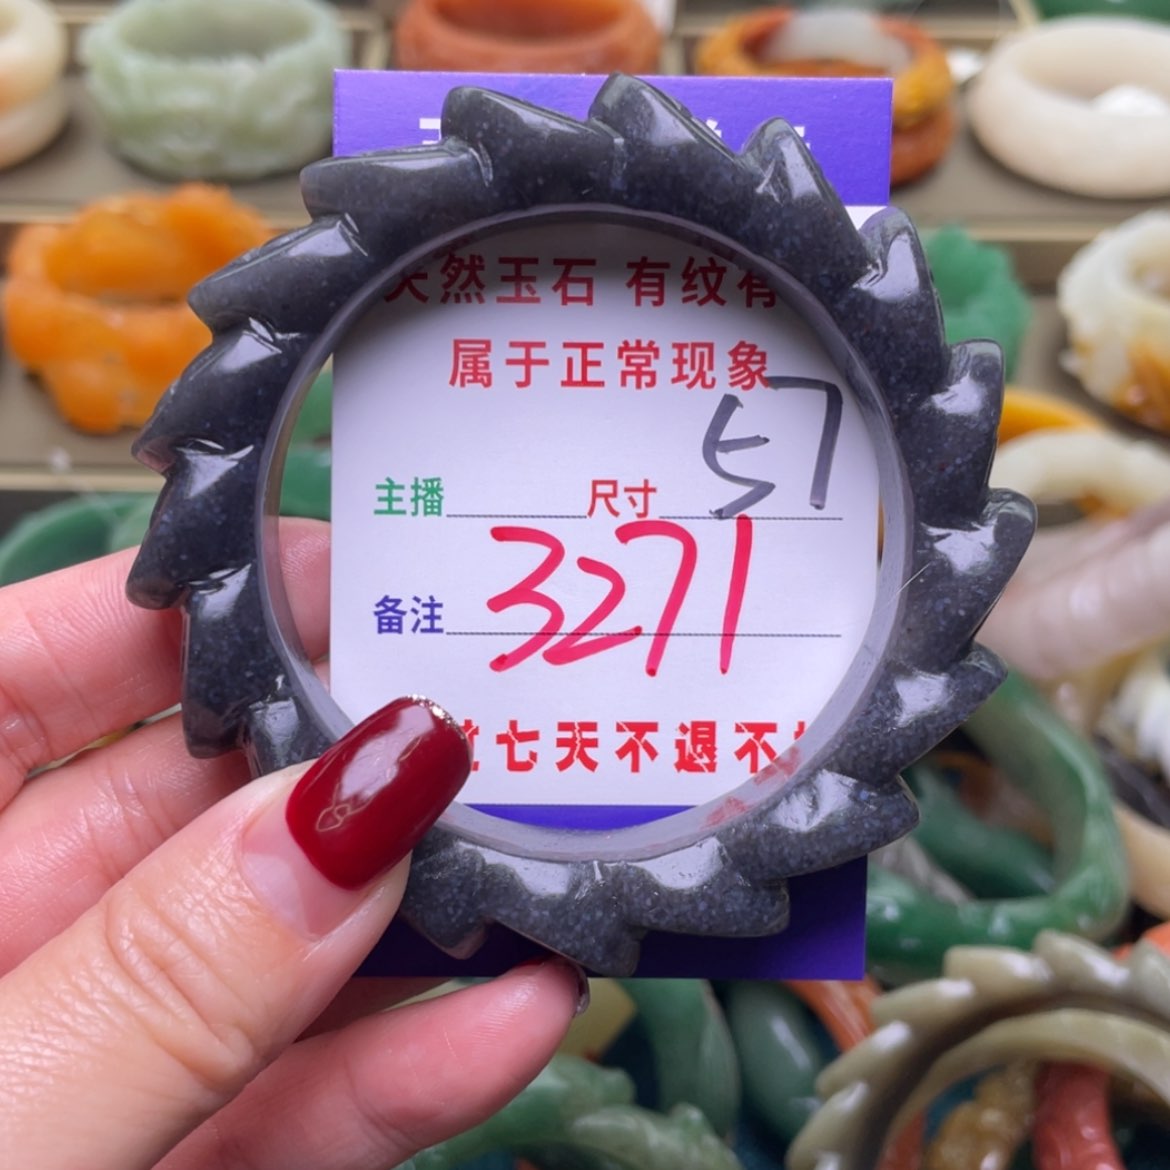 天然玉石 有纹有
属于正常现象
57
主播 尺寸
3271
备注
七天不退不